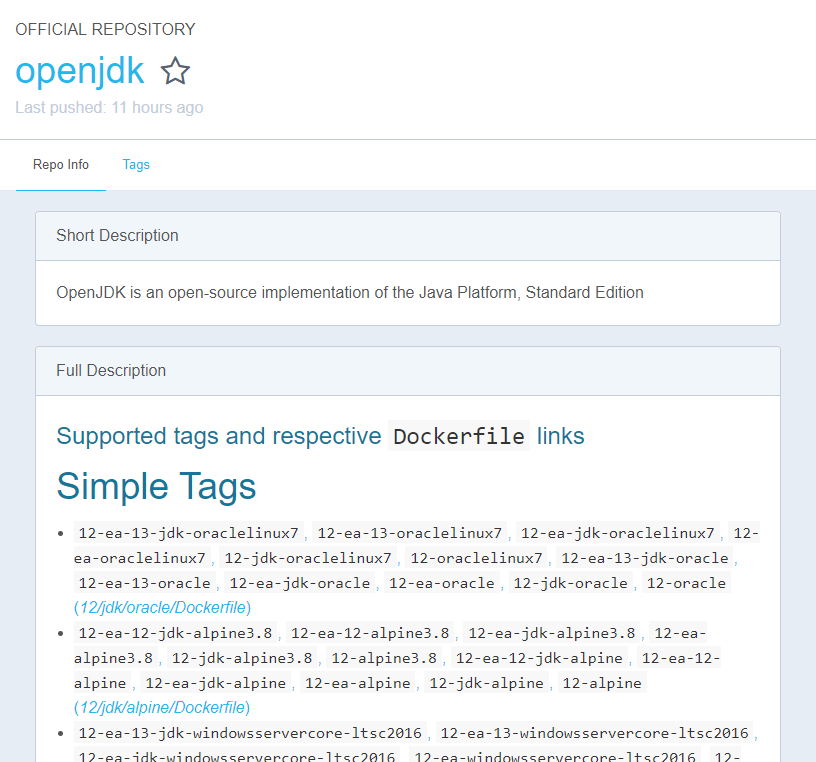 OFFICIAL REPOSITORY
openjdk
Last pushed: 11 hours ago
Repo Info Tags
Short Description
OpenJDK is an open-source implementation of the Java Platform, Standard Edition
Full Description
Supported tags and respective Dockerfile links
Simple Tags
• 12-ea-13-jdk-oraclelinux7 , 12-ea-13-oraclelinux7 , 12-ea-jdk-oraclelinux7 , 12-
ea-oraclelinux7 , 12-jdk-oraclelinux7 , 12-oraclelinux7 , 12-ea-13-jdk-oracle ,
12-ea-13-oracle , 12-ea-jdk-oracle , 12-ea-oracle , 12-jdk-oracle , 12-oracle
(12/jdk/oracle/Dockerfile)
• 12-ea-12-jdk-alpine3.8 , 12-ea-12-alpine3.8 , 12-ea-jdk-alpine3.8 , 12-ea-
alpine3.8 , 12-jdk-alpine3.8 , 12-alpine3.8 , 12-ea-12-jdk-alpine , 12-ea-12-
alpine , 12-ea-jdk-alpine , 12-ea-alpine , 12-jdk-alpine , 12-alpine
(12/jdk/alpine/Dockerfile)
• 12-ea-13-jdk-windowsservercore-ltsc2016 , 12-ea-13-windowsservercore-ltsc2016 ,
12-ea-jdk-windowsservercore-ltsc2016 , 12-ea-windowsservercore-ltsc2016 , 12-